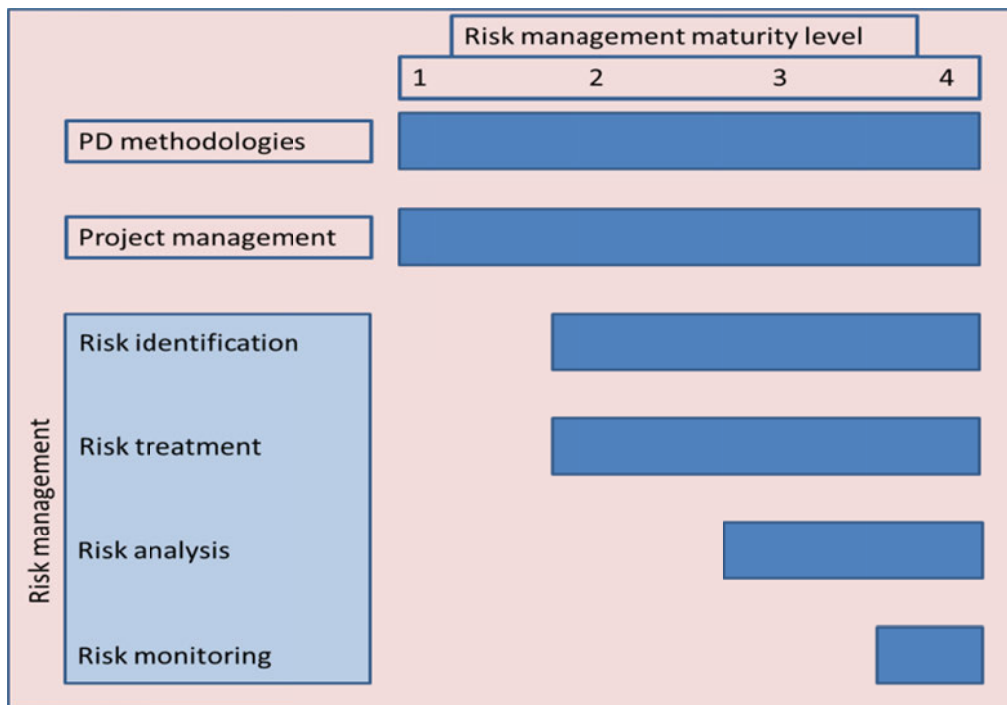 Risk management maturity level
1 2 3 4
PD methodologies
Project management
Risk management
Risk identification
Risk treatment
Risk analysis
Risk monitoring